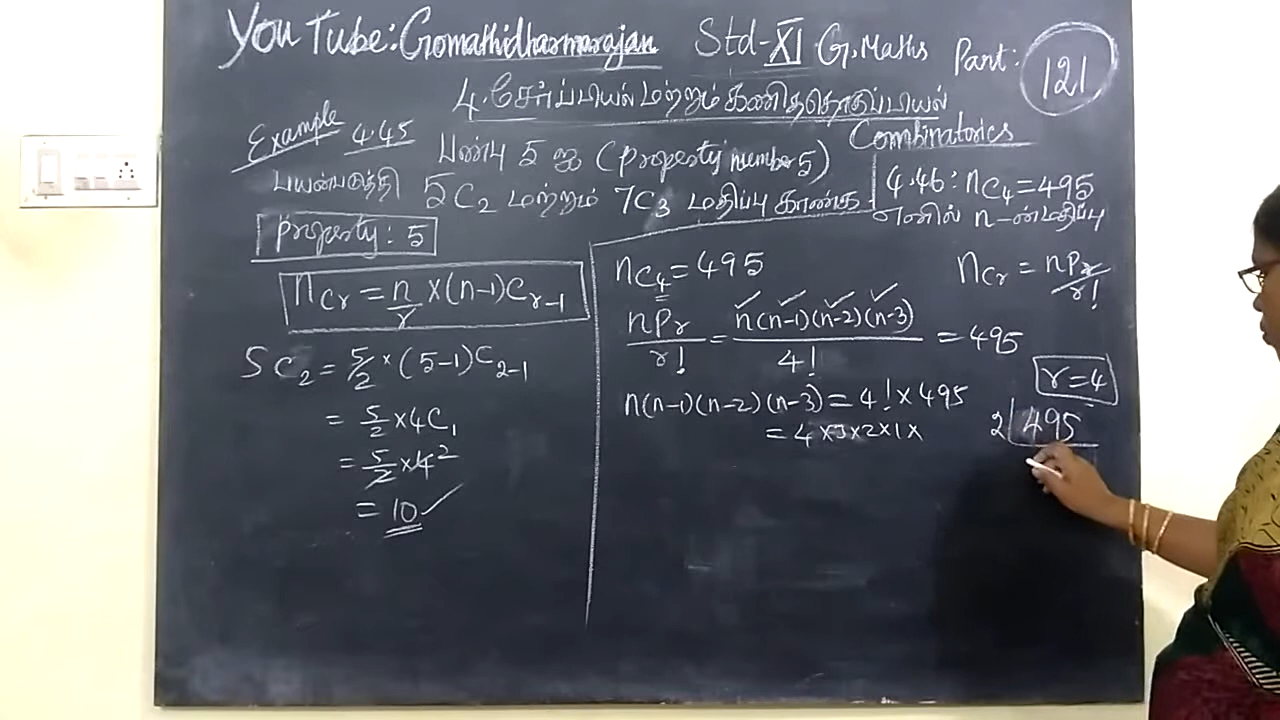 YouTube: Gomathidharmarajan Std-XI G.Maths Part: 121
4. சேர்ப்பியல் மற்றும் கணிதத்தொகுப்பியல்
Combinatorics
Example 4.45
பண்பு 5 ஐ (property number 5)
பயன்படுத்தி 5C2 மற்றும் 7C3 மதிப்பு காண்க
4.46: nC4 = 495
எனில் n-ன் மதிப்பு
Property: 5
nCr = n/r × (n-1)Cr-1
5C2 = 5/2 × (5-1)C2-1
= 5/2 × 4C1
= 5/2 × 4 2
= 10 ✓
nC4 = 495
nCr = nPr/r!
nPr/r! = n(n-1)(n-2)(n-3)/4! = 495
r = 4
n(n-1)(n-2)(n-3) = 4! × 495
= 4×3×2×1×
2 | 495